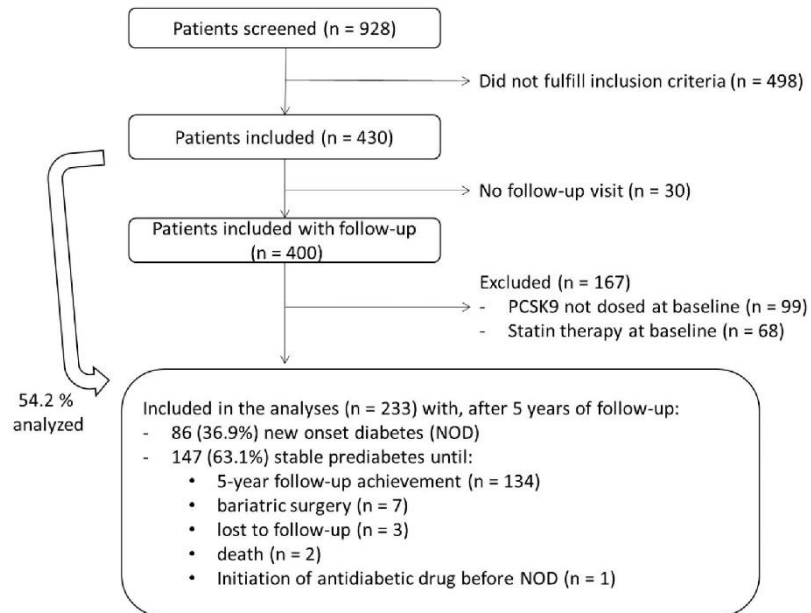 Patients screened (n = 928)
Did not fulfill inclusion criteria (n = 498)
Patients included (n = 430)
No follow-up visit (n = 30)
Patients included with follow-up
(n = 400)
Excluded (n = 167)
- PCSK9 not dosed at baseline (n = 99)
- Statin therapy at baseline (n = 68)
54.2 %
analyzed
Included in the analyses (n = 233) with, after 5 years of follow-up:
- 86 (36.9%) new onset diabetes (NOD)
- 147 (63.1%) stable prediabetes until:
• 5-year follow-up achievement (n = 134)
• bariatric surgery (n = 7)
• lost to follow-up (n = 3)
• death (n = 2)
• Initiation of antidiabetic drug before NOD (n = 1)